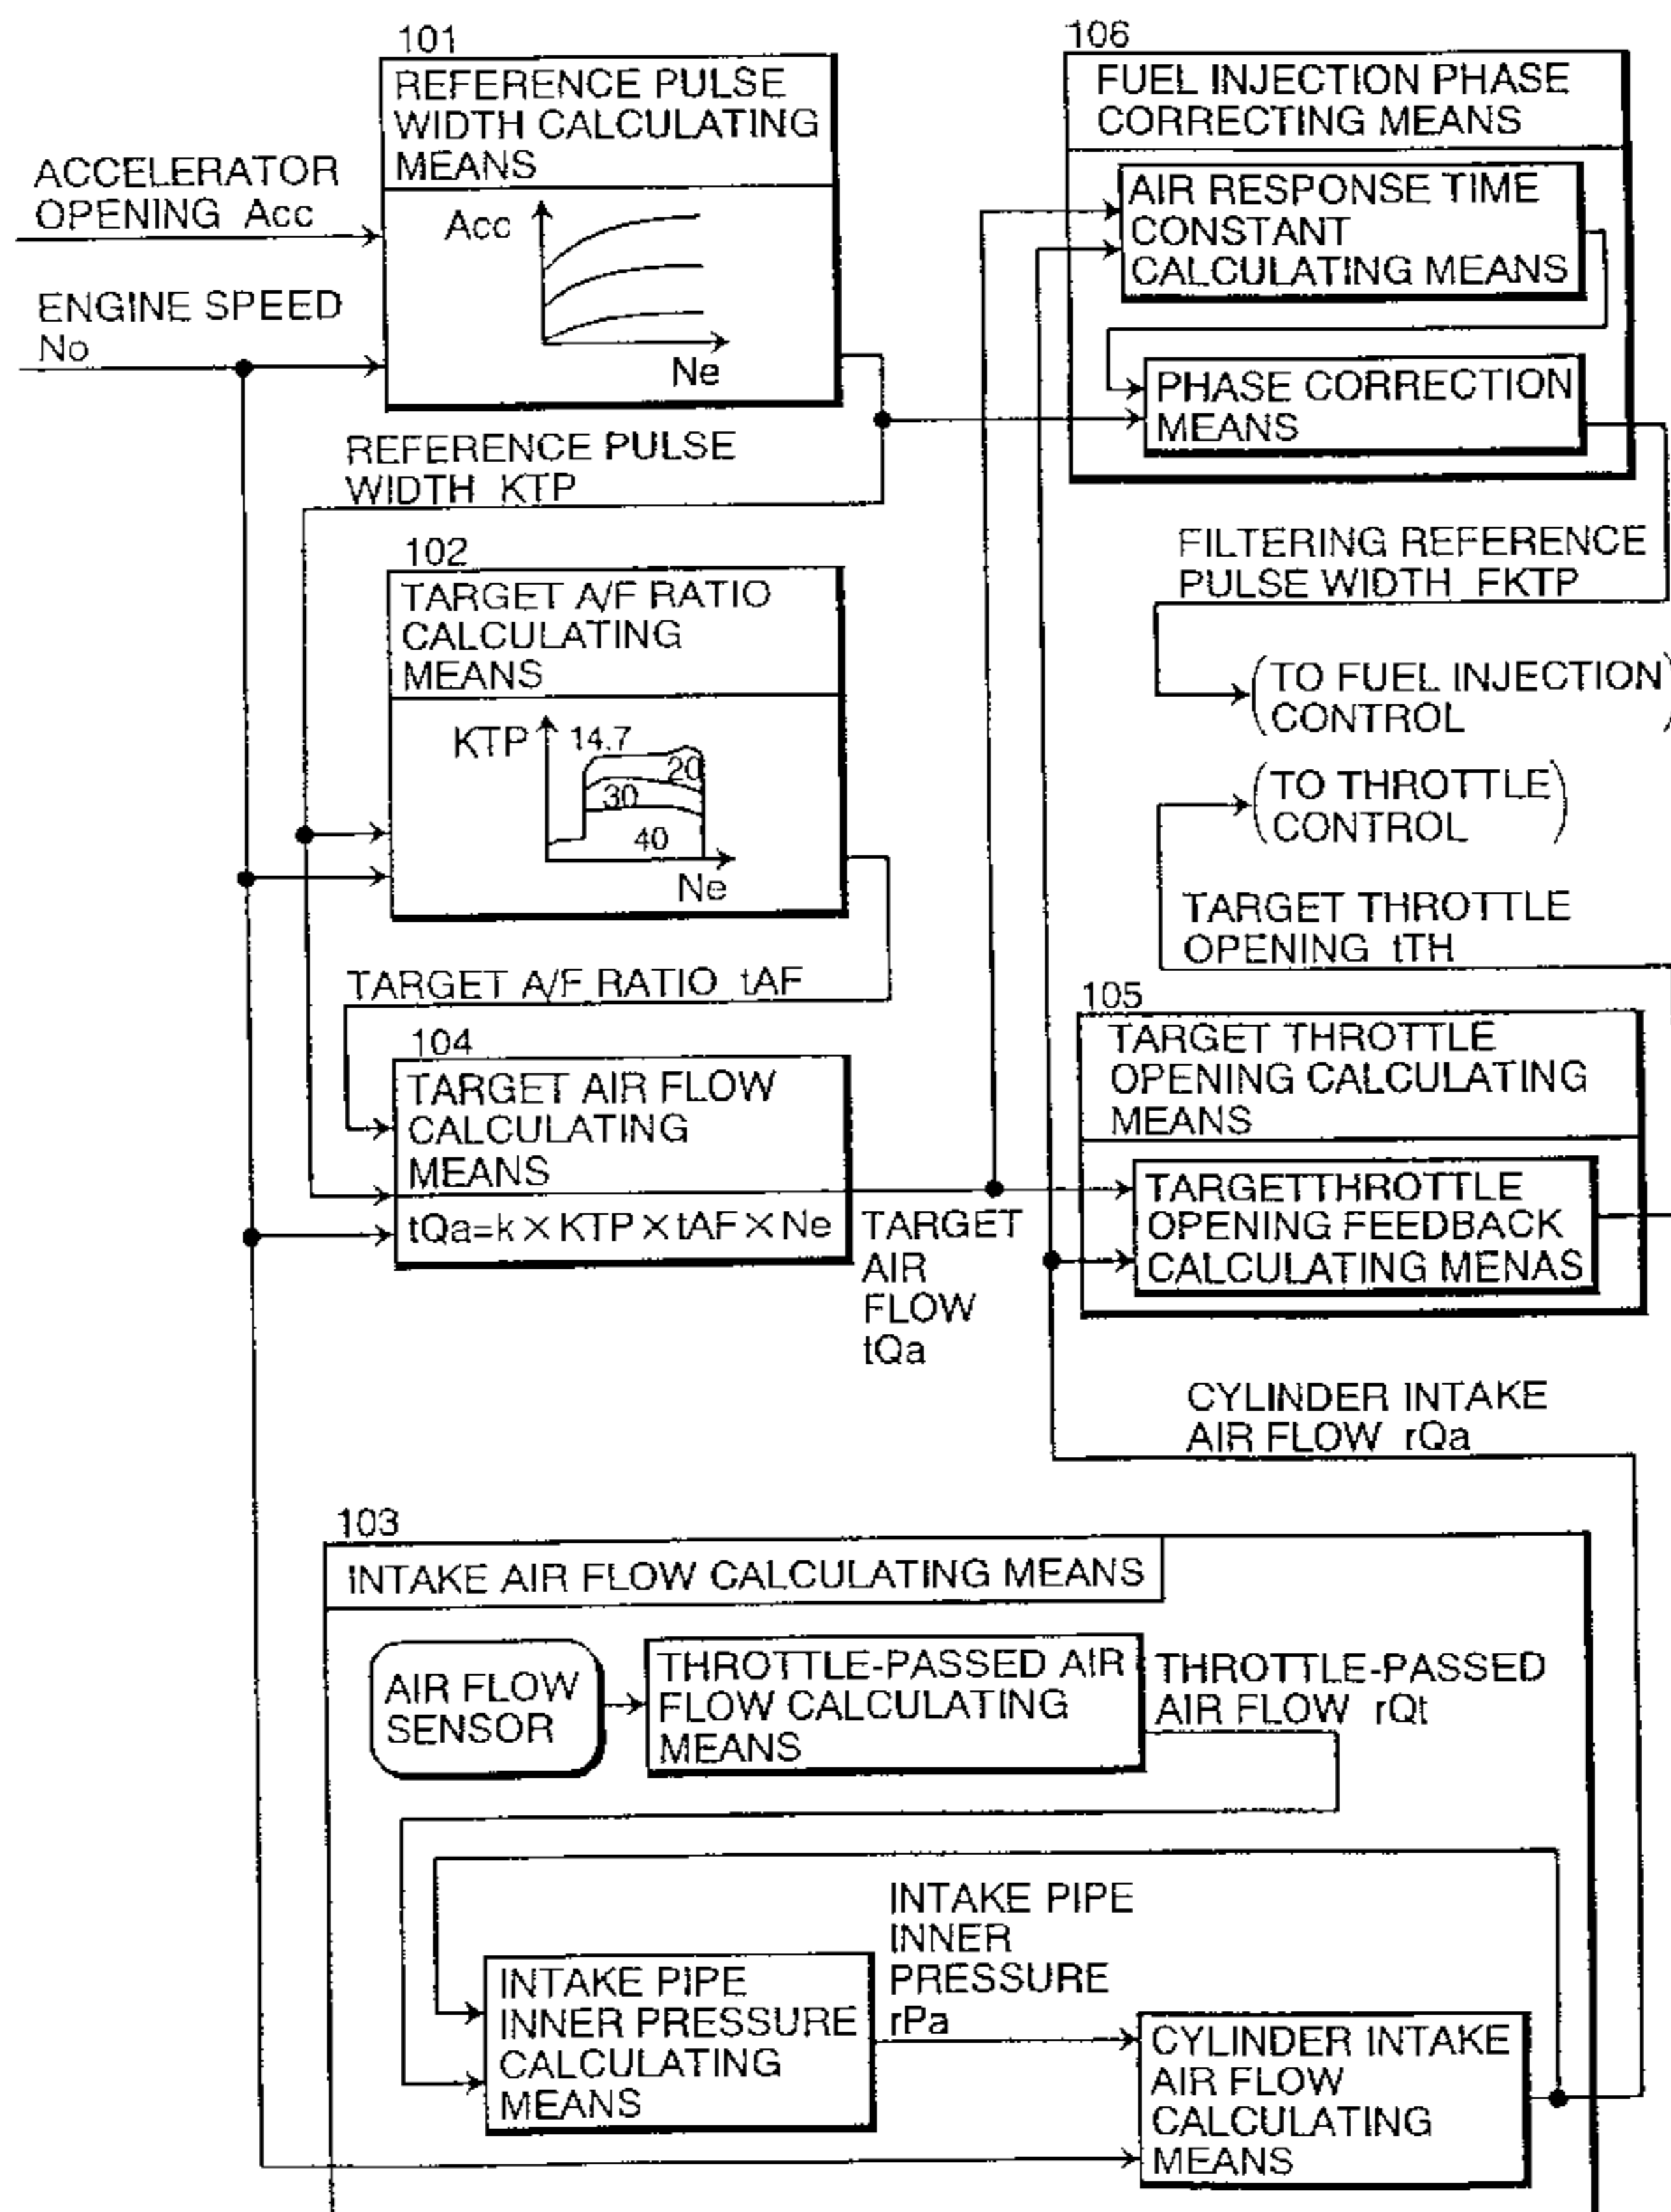 101
REFERENCE PULSE
WIDTH CALCULATING
MEANS
ACCELERATOR
OPENING Acc
ENGINE SPEED
No
Acc
Ne
REFERENCE PULSE
WIDTH KTP
102
TARGET A/F RATIO
CALCULATING
MEANS
KTP
14.7
20
30
40
Ne
TARGET A/F RATIO tAF
104
TARGET AIR FLOW
CALCULATING
MEANS
tQa=k×KTP×tAF×Ne
TARGET
AIR
FLOW
tQa
106
FUEL INJECTION PHASE
CORRECTING MEANS
AIR RESPONSE TIME
CONSTANT
CALCULATING MEANS
PHASE CORRECTION
MEANS
FILTERING REFERENCE
PULSE WIDTH FKTP
(TO FUEL INJECTION
CONTROL)
(TO THROTTLE
CONTROL)
TARGET THROTTLE
OPENING tTH
105
TARGET THROTTLE
OPENING CALCULATING
MEANS
TARGETTHROTTLE
OPENING FEEDBACK
CALCULATING MENAS
CYLINDER INTAKE
AIR FLOW rQa
103
INTAKE AIR FLOW CALCULATING MEANS
AIR FLOW
SENSOR
THROTTLE-PASSED AIR
FLOW CALCULATING
MEANS
THROTTLE-PASSED
AIR FLOW rQt
INTAKE PIPE
INNER
PRESSURE
rPa
INTAKE PIPE
INNER PRESSURE
CALCULATING
MEANS
CYLINDER INTAKE
AIR FLOW
CALCULATING
MEANS